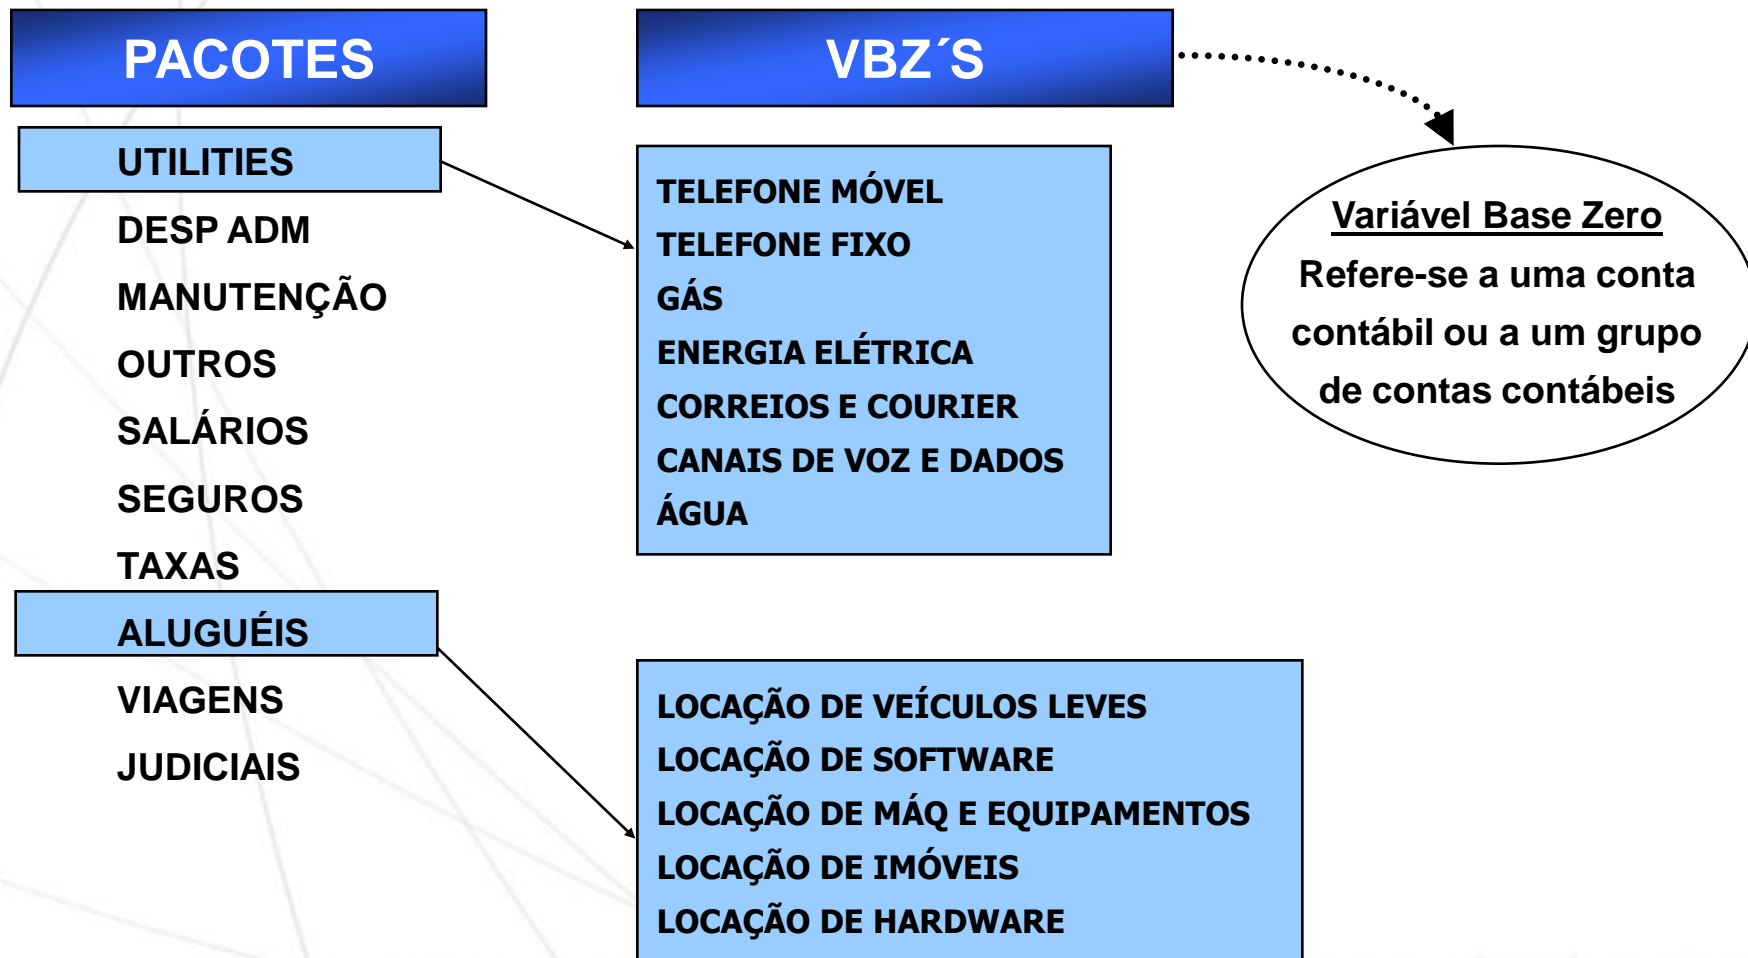 PACOTES
UTILITIES
DESP ADM
MANUTENÇÃO
OUTROS
SALÁRIOS
SEGUROS
TAXAS
ALUGUÉIS
VIAGENS
JUDICIAIS
VBZ´S
TELEFONE MÓVEL
TELEFONE FIXO
GÁS
ENERGIA ELÉTRICA
CORREIOS E COURIER
CANAIS DE VOZ E DADOS
ÁGUA
LOCAÇÃO DE VEÍCULOS LEVES
LOCAÇÃO DE SOFTWARE
LOCAÇÃO DE MÁQ E EQUIPAMENTOS
LOCAÇÃO DE IMÓVEIS
LOCAÇÃO DE HARDWARE
Variável Base Zero
Refere-se a uma conta
contábil ou a um grupo
de contas contábeis